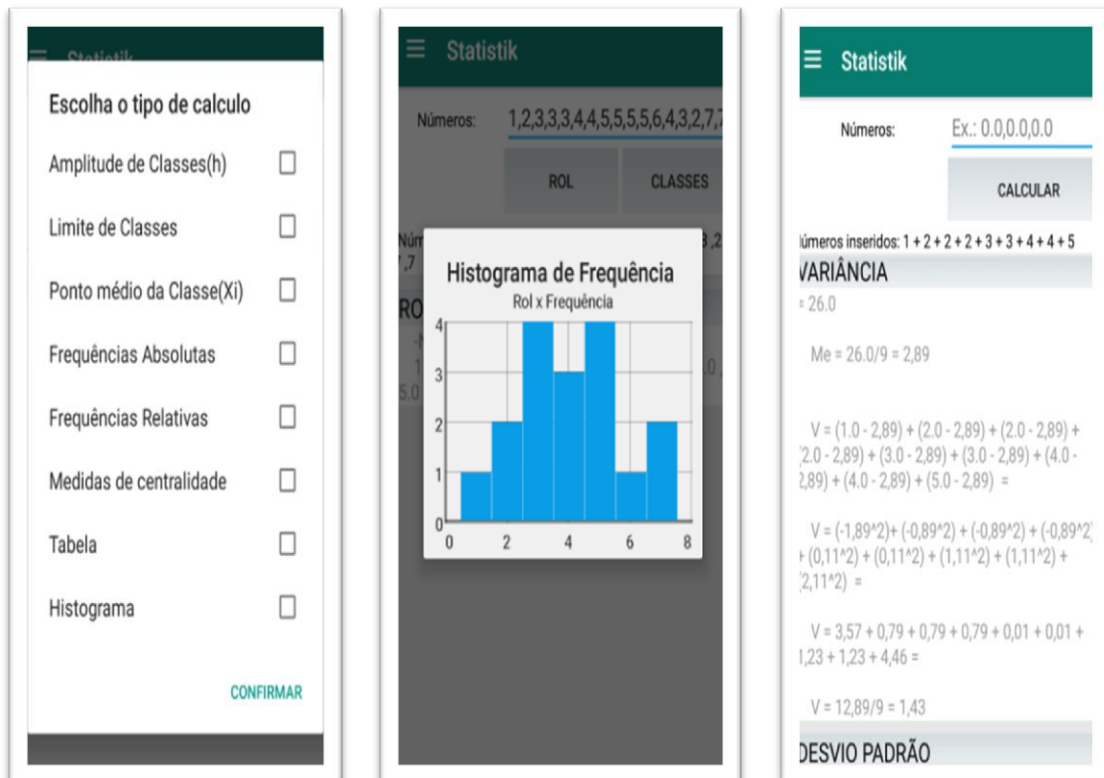 Statistik
Escolha o tipo de calculo
Amplitude de Classes(h)
Limite de Classes
Ponto médio da Classe(Xi)
Frequências Absolutas
Frequências Relativas
Medidas de centralidade
Tabela
Histograma
CONFIRMAR
Statistik
Números: 1,2,3,3,3,4,4,5,5,5,5,6,4,3,2,7,7
ROL CLASSES
Núm 3 ,2
,7
Histograma de Frequência
RO Rol x Frequência
4
3
2
1
0
0 2 4 6 8
5.0
Statistik
Números: Ex.: 0.0,0.0,0.0
CALCULAR
úmeros inseridos: 1 + 2 + 2 + 2 + 3 + 3 + 4 + 4 + 5
VARIÂNCIA
= 26.0
Me = 26.0/9 = 2,89
V = (1.0 - 2,89) + (2.0 - 2,89) + (2.0 - 2,89) +
(2.0 - 2,89) + (3.0 - 2,89) + (3.0 - 2,89) + (4.0 -
2,89) + (4.0 - 2,89) + (5.0 - 2,89) =
V = (-1,89^2)+ (-0,89^2) + (-0,89^2) + (-0,89^2)
+ (0,11^2) + (0,11^2) + (1,11^2) + (1,11^2) +
(2,11^2) =
V = 3,57 + 0,79 + 0,79 + 0,79 + 0,01 + 0,01 +
1,23 + 1,23 + 4,46 =
V = 12,89/9 = 1,43
DESVIO PADRÃO